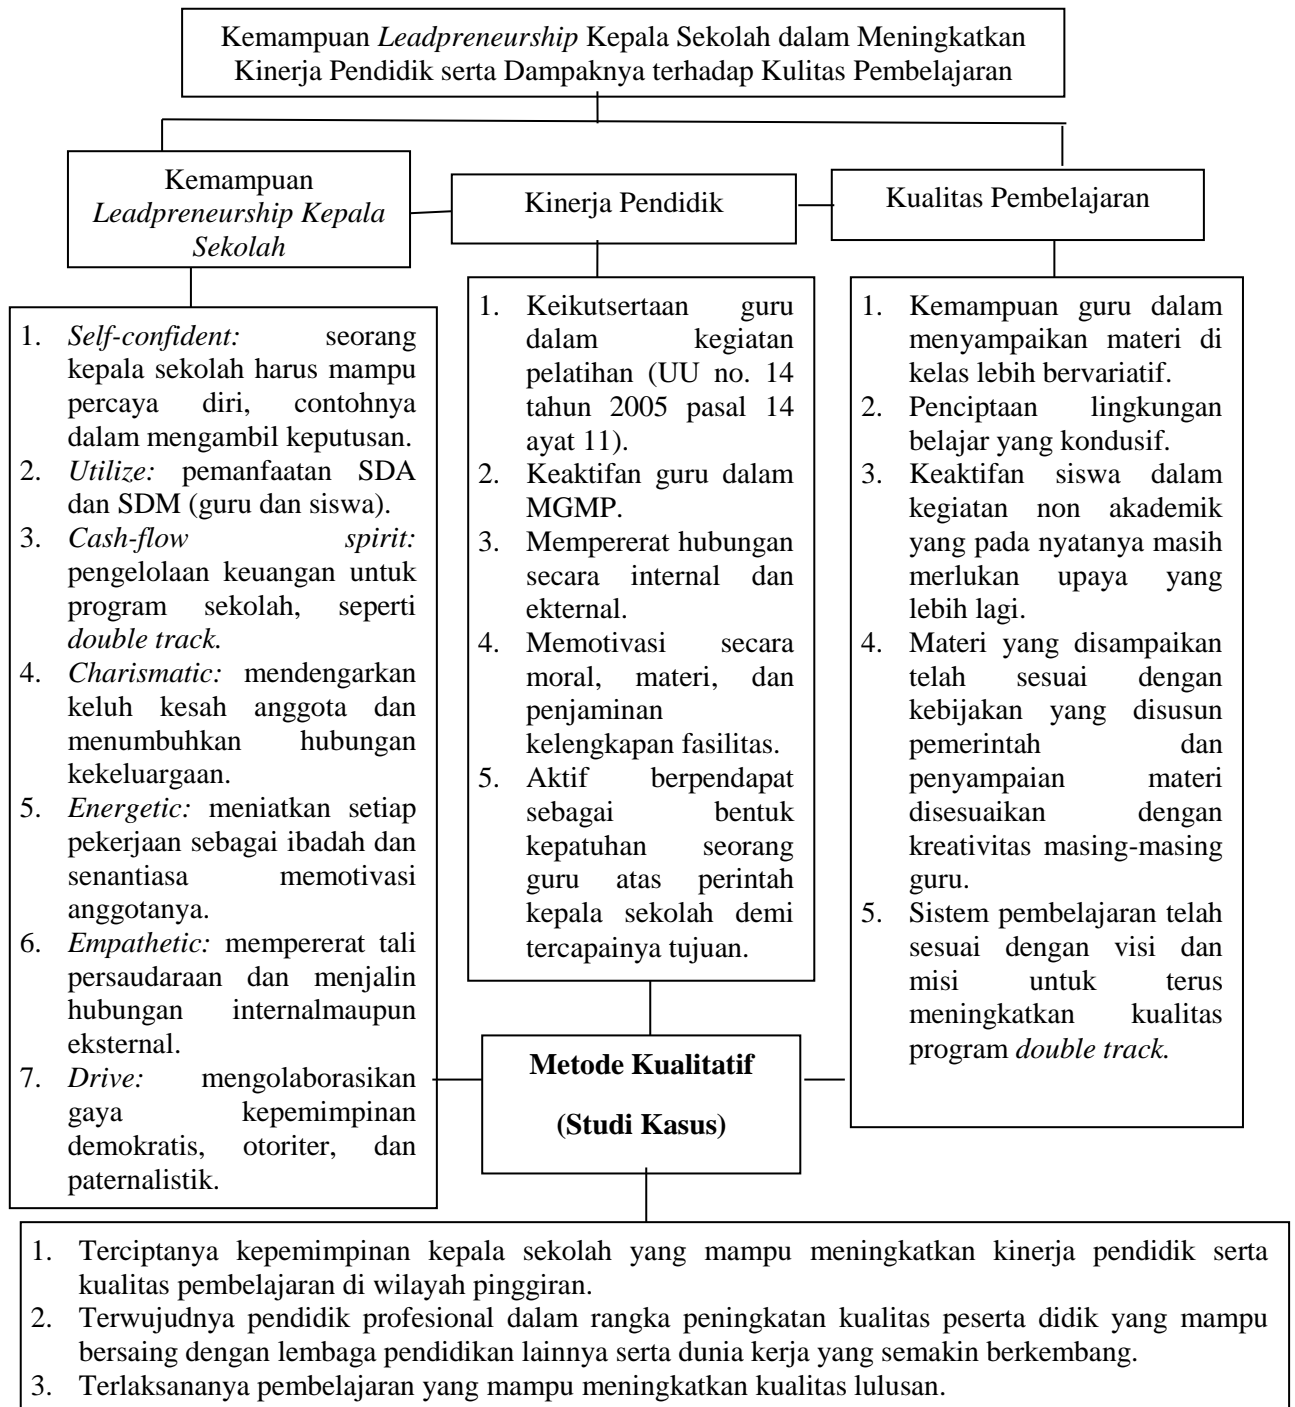 Kemampuan Leadpreneurship Kepala Sekolah dalam Meningkatkan
Kinerja Pendidik serta Dampaknya terhadap Kulitas Pembelajaran
Kemampuan
Leadpreneurship Kepala
Sekolah
Kinerja Pendidik
Kualitas Pembelajaran
1. Self-confident: seorang
kepala sekolah harus mampu
percaya diri, contohnya
dalam mengambil keputusan.
2. Utilize: pemanfaatan SDA
dan SDM (guru dan siswa).
3. Cash-flow spirit:
pengelolaan keuangan untuk
program sekolah, seperti
double track.
4. Charismatic: mendengarkan
keluh kesah anggota dan
menumbuhkan hubungan
kekeluargaan.
5. Energetic: meniatkan setiap
pekerjaan sebagai ibadah dan
senantiasa memotivasi
anggotanya.
6. Empathetic: mempererat tali
persaudaraan dan menjalin
hubungan internalmaupun
eksternal.
7. Drive: mengolaborasikan
gaya kepemimpinan
demokratis, otoriter, dan
paternalistik.
1. Keikutsertaan guru
dalam kegiatan
pelatihan (UU no. 14
tahun 2005 pasal 14
ayat 11).
2. Keaktifan guru dalam
MGMP.
3. Mempererat hubungan
secara internal dan
ekternal.
4. Memotivasi secara
moral, materi, dan
penjaminan
kelengkapan fasilitas.
5. Aktif berpendapat
sebagai bentuk
kepatuhan seorang
guru atas perintah
kepala sekolah demi
tercapainya tujuan.
1. Kemampuan guru dalam
menyampaikan materi di
kelas lebih bervariatif.
2. Penciptaan lingkungan
belajar yang kondusif.
3. Keaktifan siswa dalam
kegiatan non akademik
yang pada nyatanya masih
merlukan upaya yang
lebih lagi.
4. Materi yang disampaikan
telah sesuai dengan
kebijakan yang disusun
pemerintah dan
penyampaian materi
disesuaikan dengan
kreativitas masing-masing
guru.
5. Sistem pembelajaran telah
sesuai dengan visi dan
misi untuk terus
meningkatkan kualitas
program double track.
Metode Kualitatif
(Studi Kasus)
1. Terciptanya kepemimpinan kepala sekolah yang mampu meningkatkan kinerja pendidik serta
kualitas pembelajaran di wilayah pinggiran.
2. Terwujudnya pendidik profesional dalam rangka peningkatan kualitas peserta didik yang mampu
bersaing dengan lembaga pendidikan lainnya serta dunia kerja yang semakin berkembang.
3. Terlaksananya pembelajaran yang mampu meningkatkan kualitas lulusan.